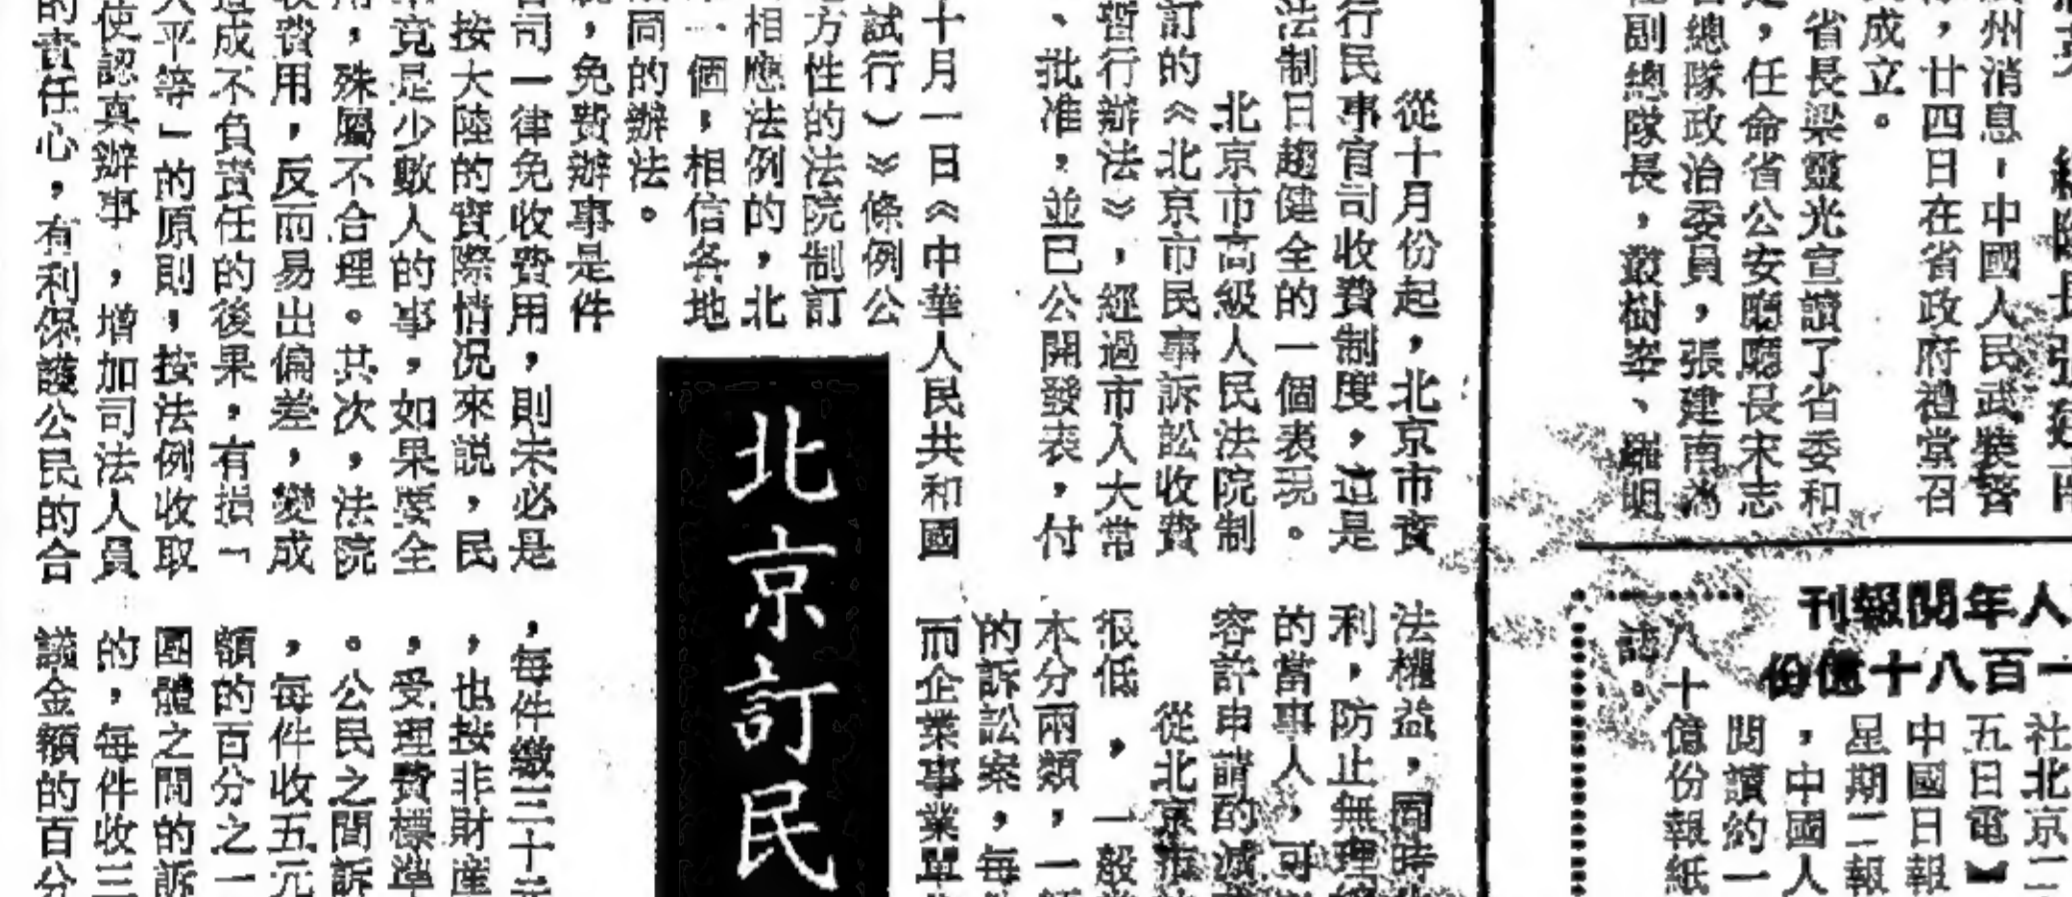 州消息，中國人民武裝警
，廿四日在省政府禮堂召
成立。
省長梁靈光宣讀了省委和
，任命省公安廳廳長宋志
總隊政治委員，張建南為
副總隊長，叢樹
從十月份起，北京市實
行民事官司收費制度，這是
法制日趨健全的一個表現。
北京市高級人民法院制
訂的《北京市民事訴訟收費
暫行辦法》，經過市人大常
、批准，並已公開發表，付
十月一日《中華人民共和國
試行）》條例公
方性的法院制訂
相應法例的，北
一個，相信各地
同的辦法。
，免費辦事是件
司一律免收費用，則未必是
按大陸的實際情況來說，民
竟是少數人的事，如果要全
，殊屬不合理。其次，法院
費用，反而易出偏差，變成
成不負責任的後果，有損「
平等」的原則，按法例收取
使認真辦事，增加司法人員
的責任心，有利保護公民的合
北京訂民
法權益，同時
利，防止無理
的當事人，可
容許申請酌減
從北京市
很低，一般
本分兩類，一
的訴訟案，每
而企業事業單
，每件繳三十
，也按非財產
，受理費標準
。公民之間訴
，每件收五元
額的百分之一
團體之間的訴
的，每件收三
議金額的百分
人年閱報刊
一百八十億份
社北京二
五日電】
中國日報
星期二報
，中國人
閱讀約一
八十億份報紙
誌。